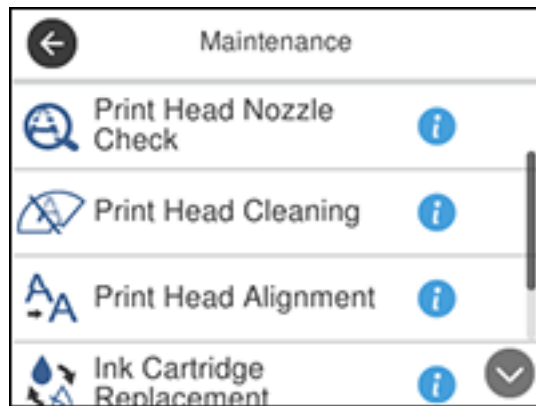 Maintenance
Print Head Nozzle
Check
Print Head Cleaning
Print Head Alignment
Ink Cartridge
Replacement